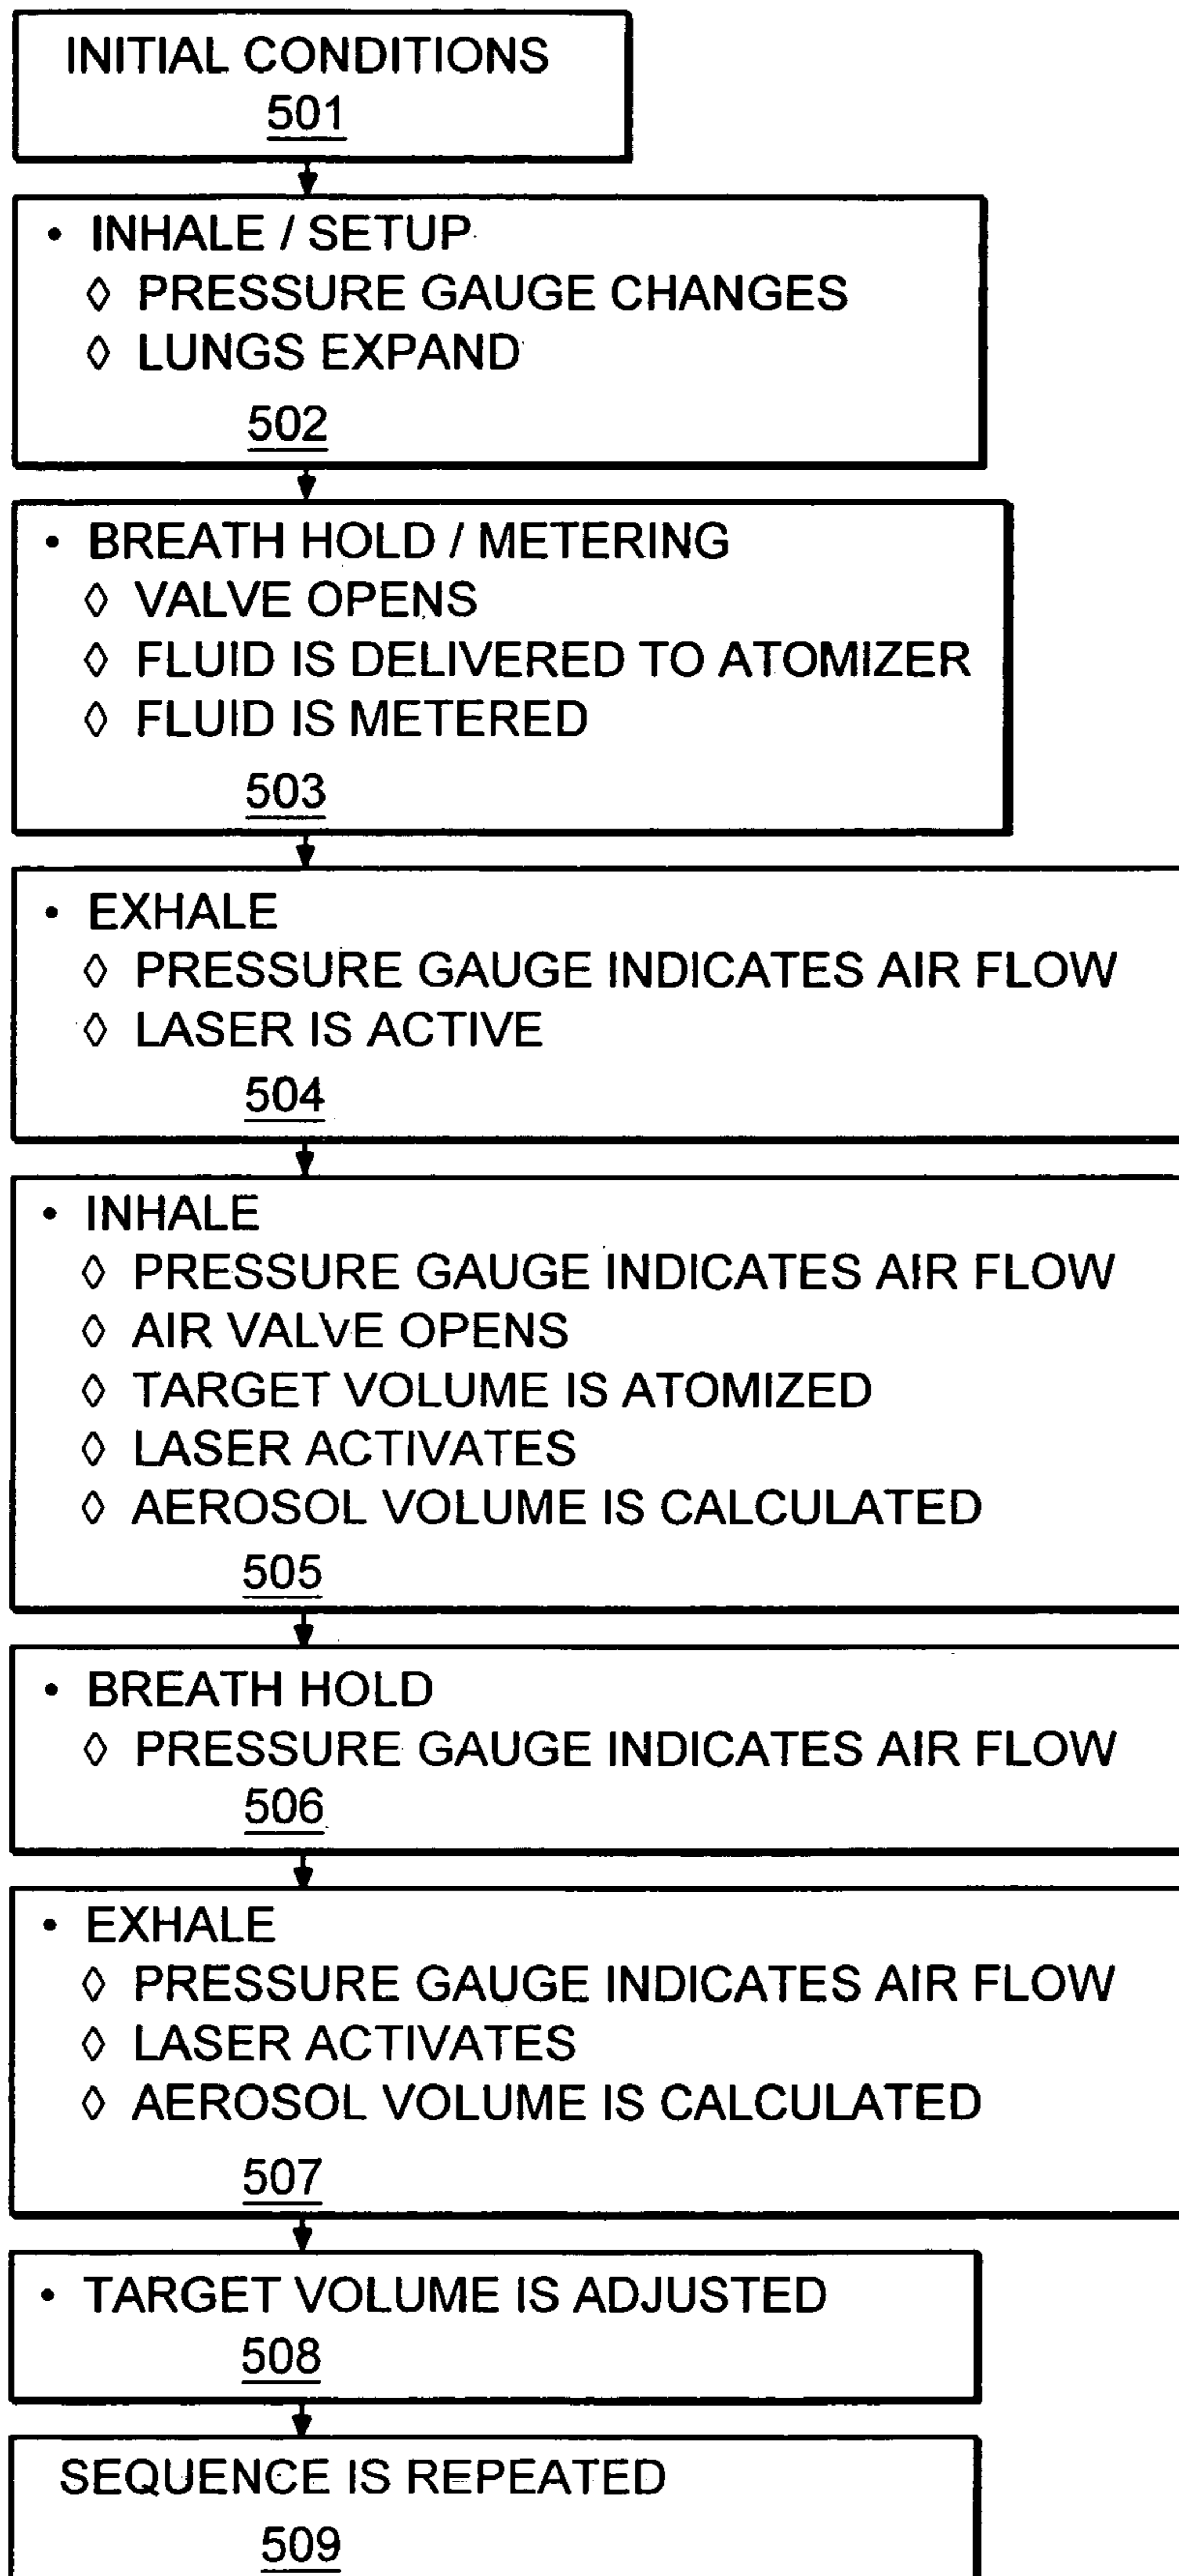 INITIAL CONDITIONS
501
• INHALE / SETUP
◊ PRESSURE GAUGE CHANGES
◊ LUNGS EXPAND
502
• BREATH HOLD / METERING
◊ VALVE OPENS
◊ FLUID IS DELIVERED TO ATOMIZER
◊ FLUID IS METERED
503
• EXHALE
◊ PRESSURE GAUGE INDICATES AIR FLOW
◊ LASER IS ACTIVE
504
• INHALE
◊ PRESSURE GAUGE INDICATES AIR FLOW
◊ AIR VALVE OPENS
◊ TARGET VOLUME IS ATOMIZED
◊ LASER ACTIVATES
◊ AEROSOL VOLUME IS CALCULATED
505
• BREATH HOLD
◊ PRESSURE GAUGE INDICATES AIR FLOW
506
• EXHALE
◊ PRESSURE GAUGE INDICATES AIR FLOW
◊ LASER ACTIVATES
◊ AEROSOL VOLUME IS CALCULATED
507
• TARGET VOLUME IS ADJUSTED
508
SEQUENCE IS REPEATED
509